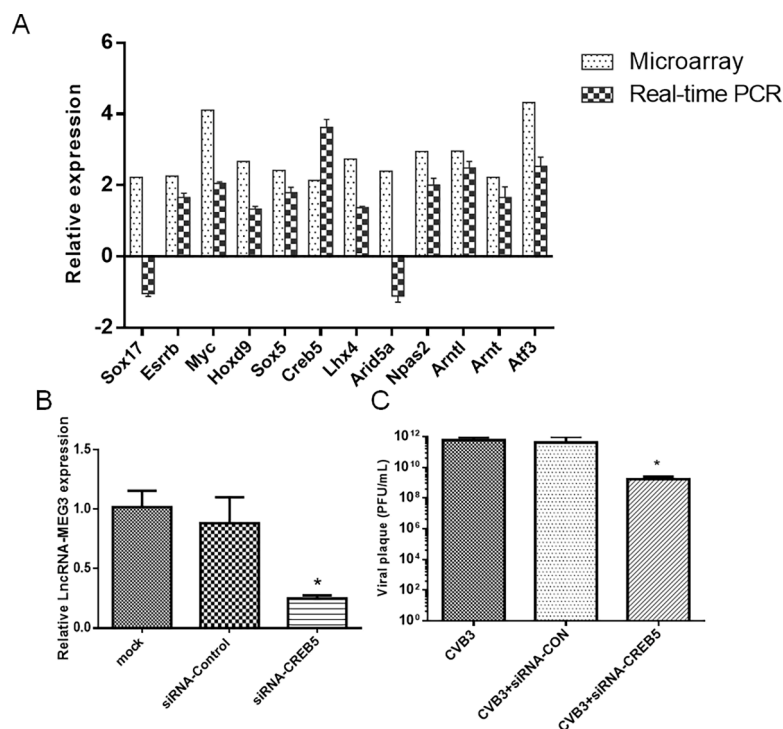 A
Relative expression
6
4
2
0
-2
Microarray
Real-time PCR
Sox17
Esrrb
Myc
Hoxd9
Sox5
Creb5
Lhx4
Arid5a
Npas2
Arntl
Arnt
Atf3
B
Relative LncRNA-MEG3 expression
1.5
1.0
0.5
0.0
*
mock
siRNA-Control
siRNA-CREB5
C
Viral plaque (PFU/mL)
10¹²
10¹⁰
10⁸
10⁶
10⁴
10²
10⁰
*
CVB3
CVB3+siRNA-CON
CVB3+siRNA-CREB5